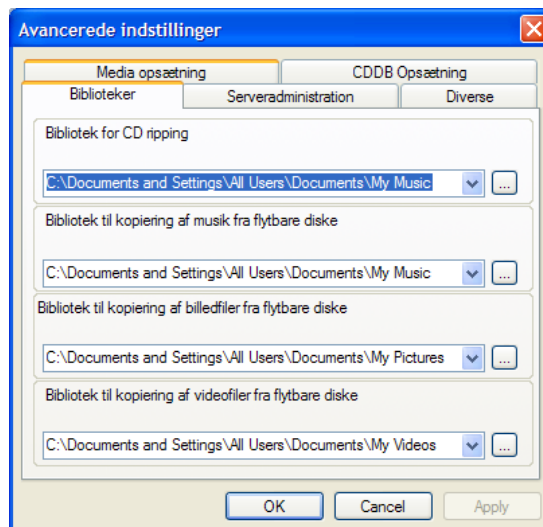 Avancerede indstillinger
Media opsætning CDDB Opsætning
Biblioteker Serveradministration Diverse
Bibliotek for CD ripping
C:\Documents and Settings\All Users\Documents\My Music ...
Bibliotek til kopiering af musik fra flytbare diske
C:\Documents and Settings\All Users\Documents\My Music ...
Bibliotek til kopiering af billedfiler fra flytbare diske
C:\Documents and Settings\All Users\Documents\My Pictures ...
Bibliotek til kopiering af videofiler fra flytbare diske
C:\Documents and Settings\All Users\Documents\My Videos ...
OK Cancel Apply